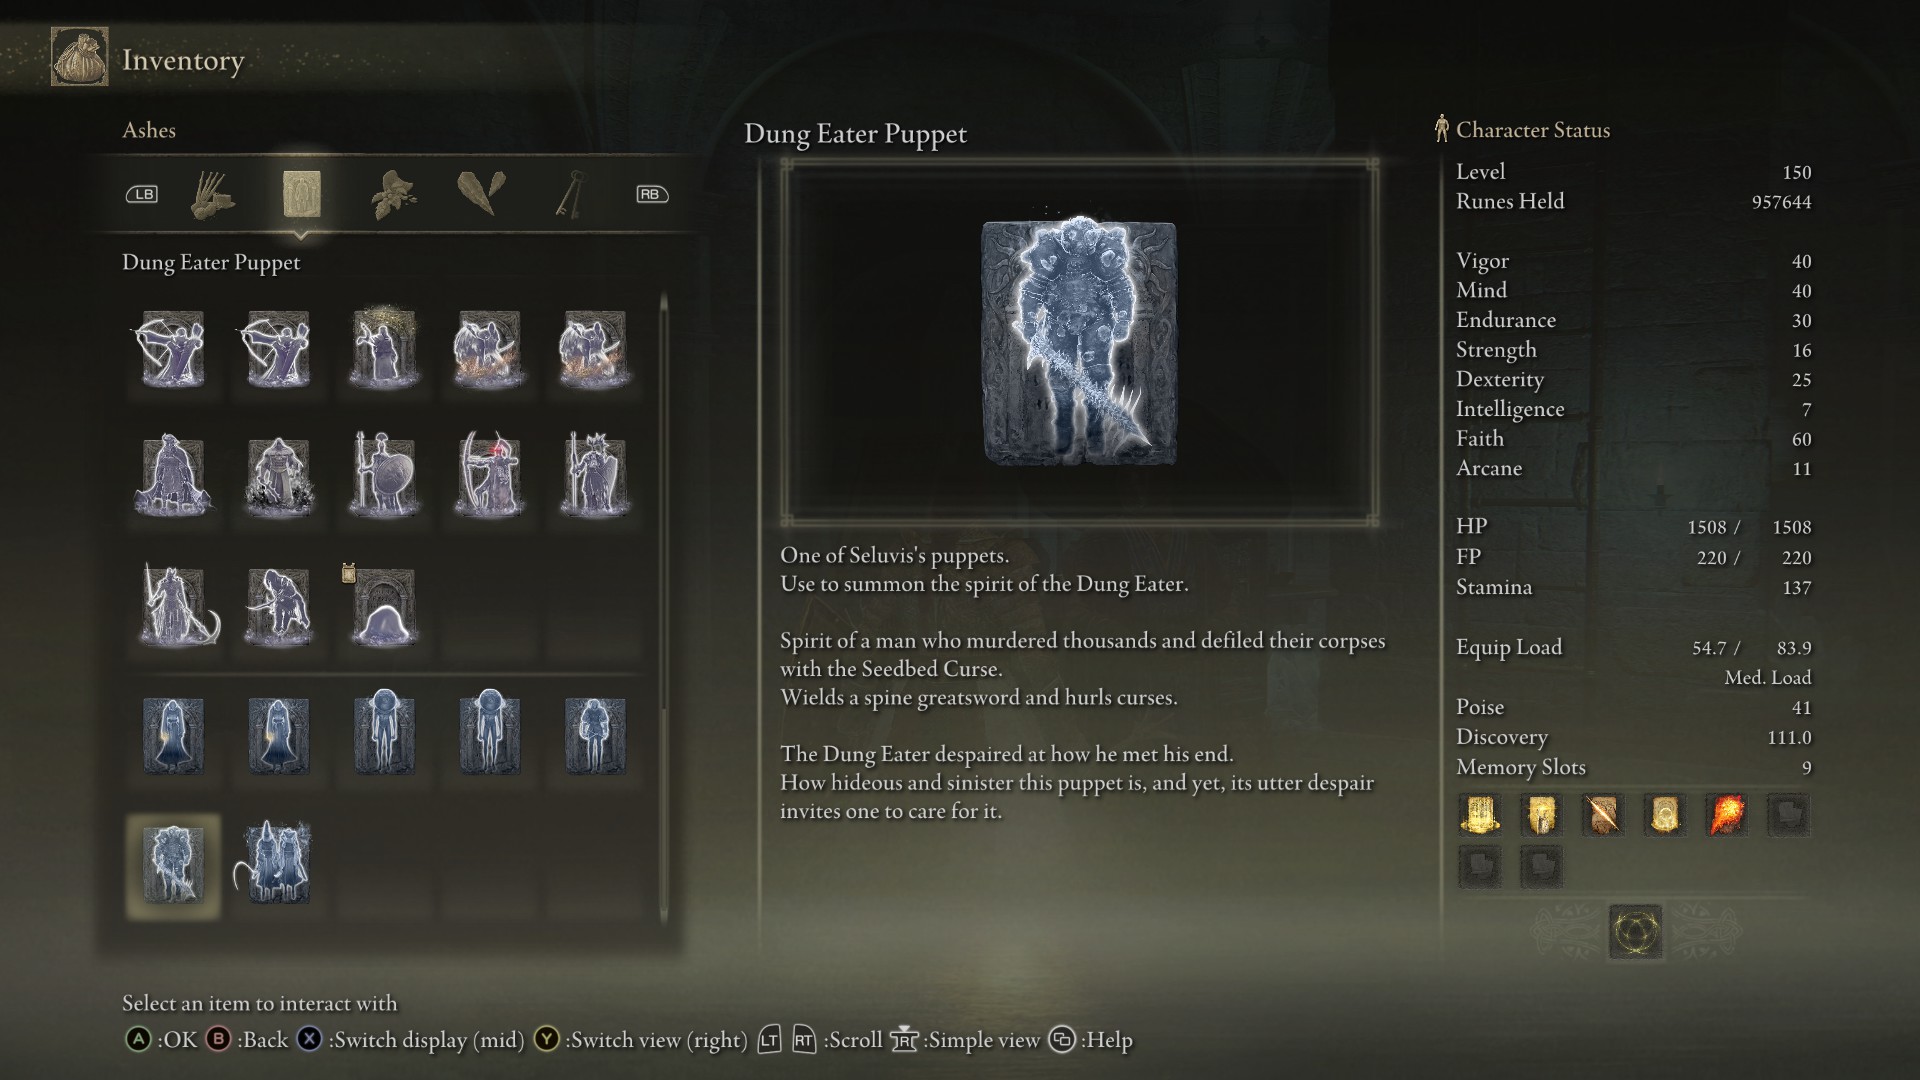 Inventory
Ashes
LB
RB
Dung Eater Puppet
Dung Eater Puppet
One of Seluvis's puppets.
Use to summon the spirit of the Dung Eater.
Spirit of a man who murdered thousands and defiled their corpses
with the Seedbed Curse.
Wields a spine greatsword and hurls curses.
The Dung Eater despaired at how he met his end.
How hideous and sinister this puppet is, and yet, its utter despair
invites one to care for it.
Character Status
Level 150
Runes Held 957644
Vigor 40
Mind 40
Endurance 30
Strength 16
Dexterity 25
Intelligence 7
Faith 60
Arcane 11
HP 1508 / 1508
FP 220 / 220
Stamina 137
Equip Load 54.7 / 83.9
Med. Load
Poise 41
Discovery 111.0
Memory Slots 9
Select an item to interact with
A :OK B :Back X :Switch display (mid) Y :Switch view (right) LT RT :Scroll R :Simple view :Help